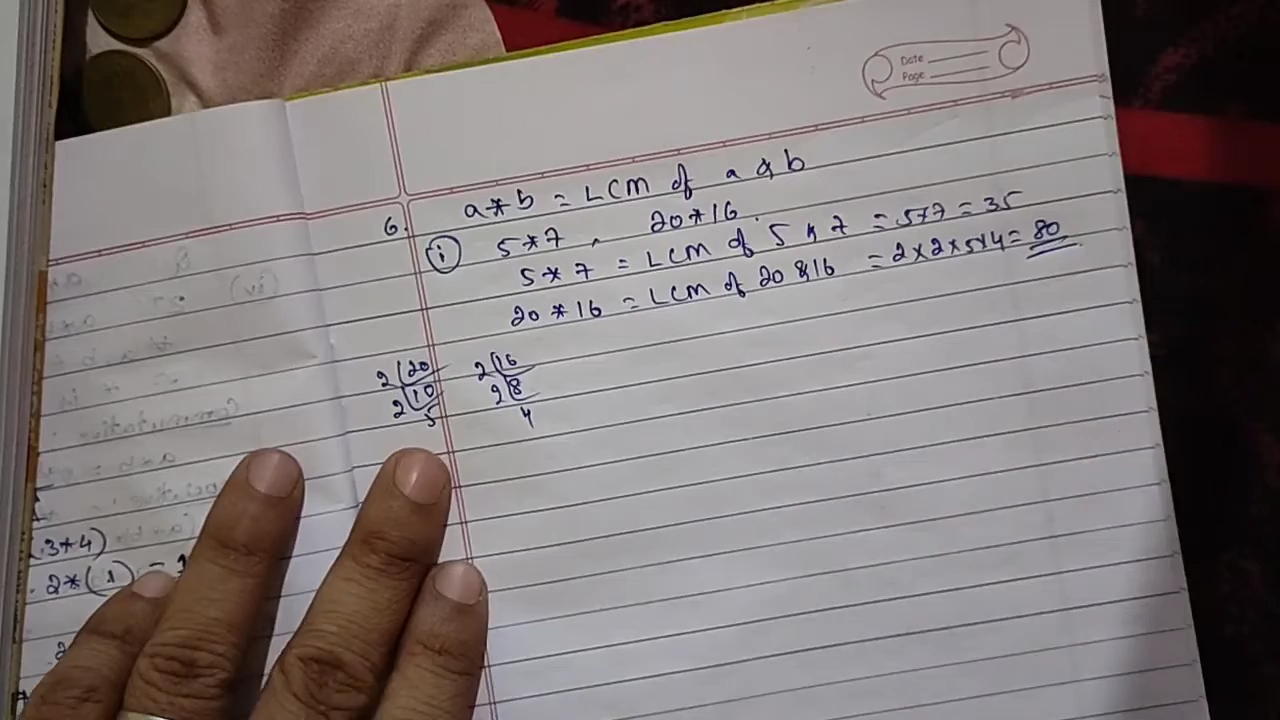 Date
Page
6. a * b = LCM of a & b
(i) 5 * 7 , 20 * 16
5 * 7 = LCM of 5 & 7 = 5×7 = 35
20 * 16 = LCM of 20 & 16 = 2×2×5×4 = 80
2 20 2 16
2 10 2 8
5 4
(3*4)
2*(1) =